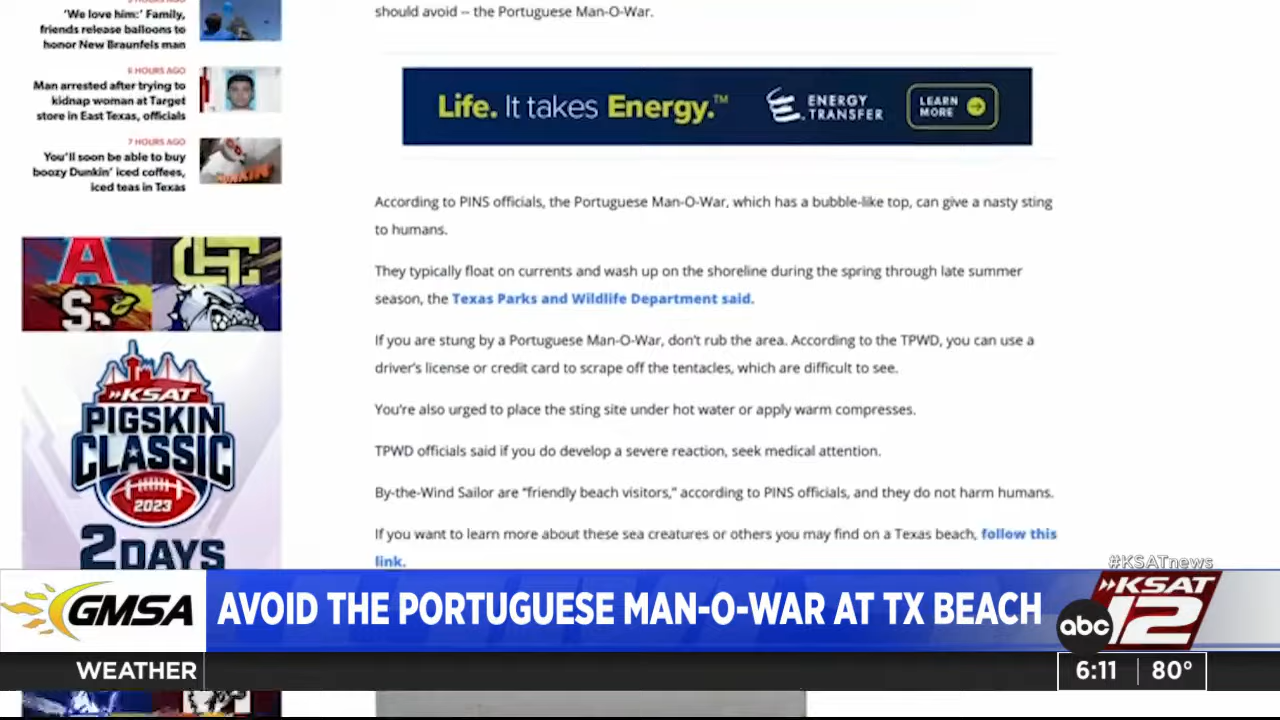 2 HOURS AGO
‘We love him:’ Family,
friends release balloons to
honor New Braunfels man
6 HOURS AGO
Man arrested after trying to
kidnap woman at Target
store in East Texas, officials
7 HOURS AGO
You’ll soon be able to buy
boozy Dunkin’ iced coffees,
iced teas in Texas
»KSAT
PIGSKIN
CLASSIC
2023
2 DAYS
should avoid -- the Portuguese Man-O-War.
Life. It takes Energy.™
ENERGY
TRANSFER
LEARN
MORE
According to PINS officials, the Portuguese Man-O-War, which has a bubble-like top, can give a nasty sting
to humans.
They typically float on currents and wash up on the shoreline during the spring through late summer
season, the Texas Parks and Wildlife Department said.
If you are stung by a Portuguese Man-O-War, don’t rub the area. According to the TPWD, you can use a
driver’s license or credit card to scrape off the tentacles, which are difficult to see.
You’re also urged to place the sting site under hot water or apply warm compresses.
TPWD officials said if you do develop a severe reaction, seek medical attention.
By-the-Wind Sailor are “friendly beach visitors,” according to PINS officials, and they do not harm humans.
If you want to learn more about these sea creatures or others you may find on a Texas beach, follow this
link.
#KSATnews
GMSA
AVOID THE PORTUGUESE MAN-O-WAR AT TX BEACH
abc
»KSAT
12
WEATHER
6:11
80°